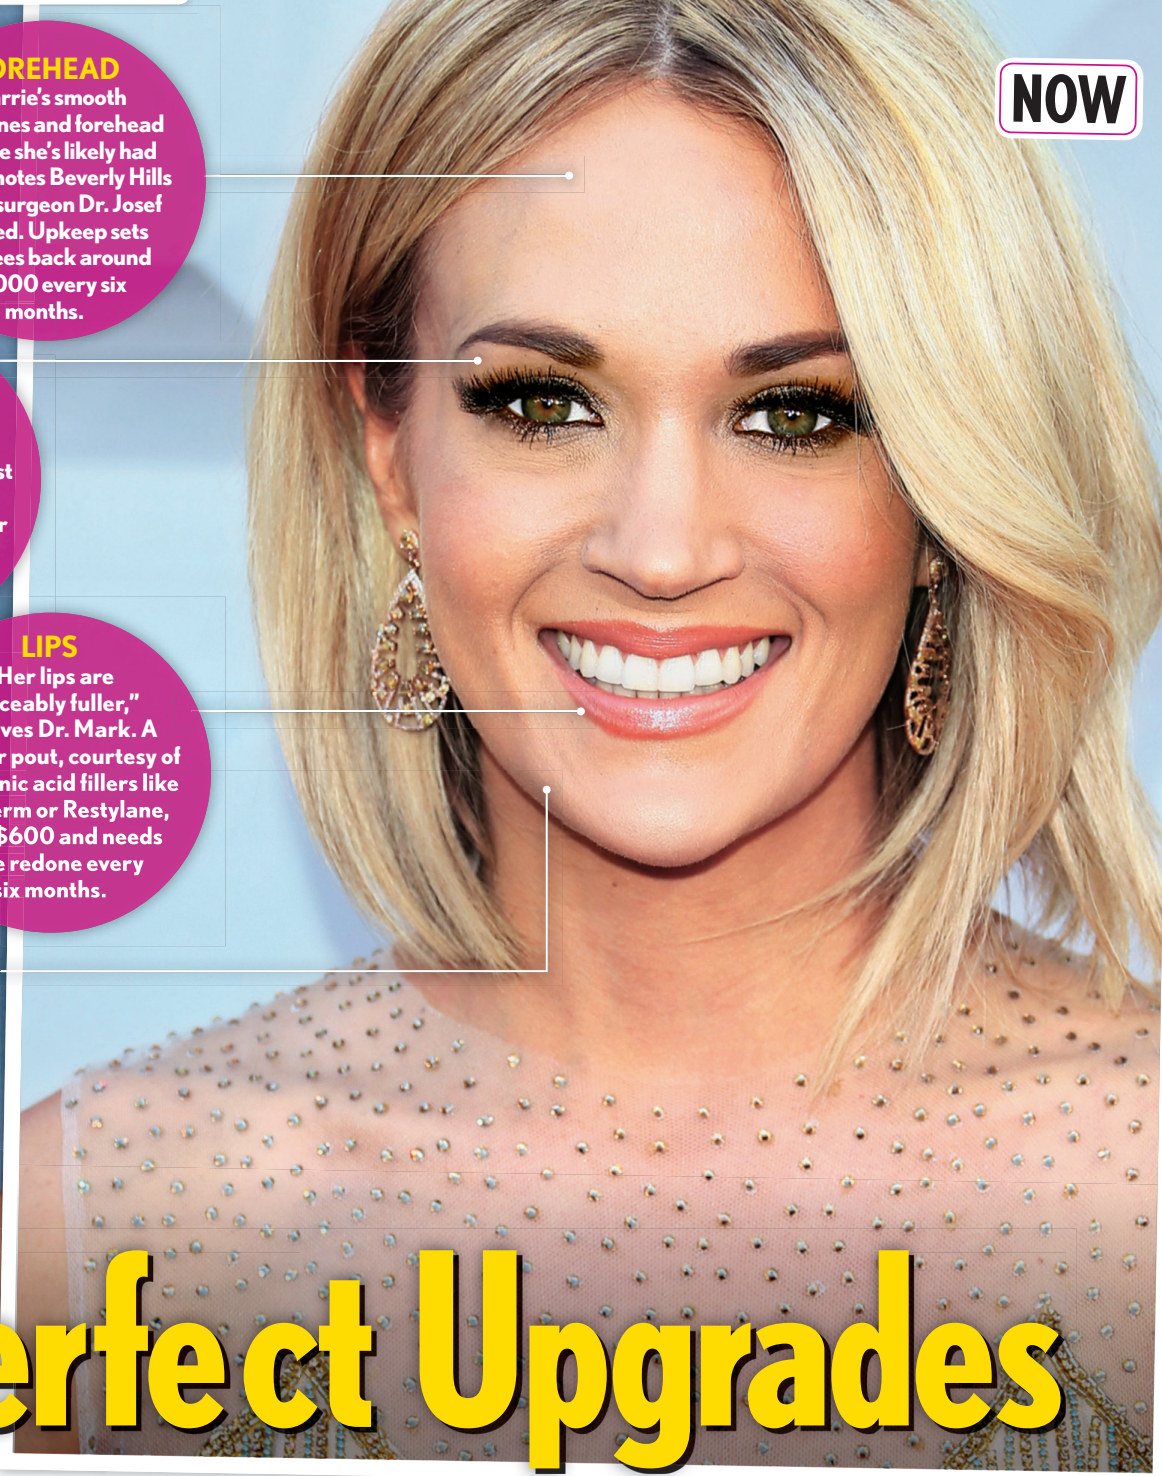 OREHEAD
rrie's smooth
nes and forehead
e she's likely had
notes Beverly Hills
surgeon Dr. Josef
ed. Upkeep sets
ees back around
000 every six
months.
NOW
st
r
LIPS
Her lips are
ceably fuller,”
ves Dr. Mark. A
r pout, courtesy of
nic acid fillers like
erm or Restylane,
$600 and needs
e redone every
six months.
erfect Upgrades